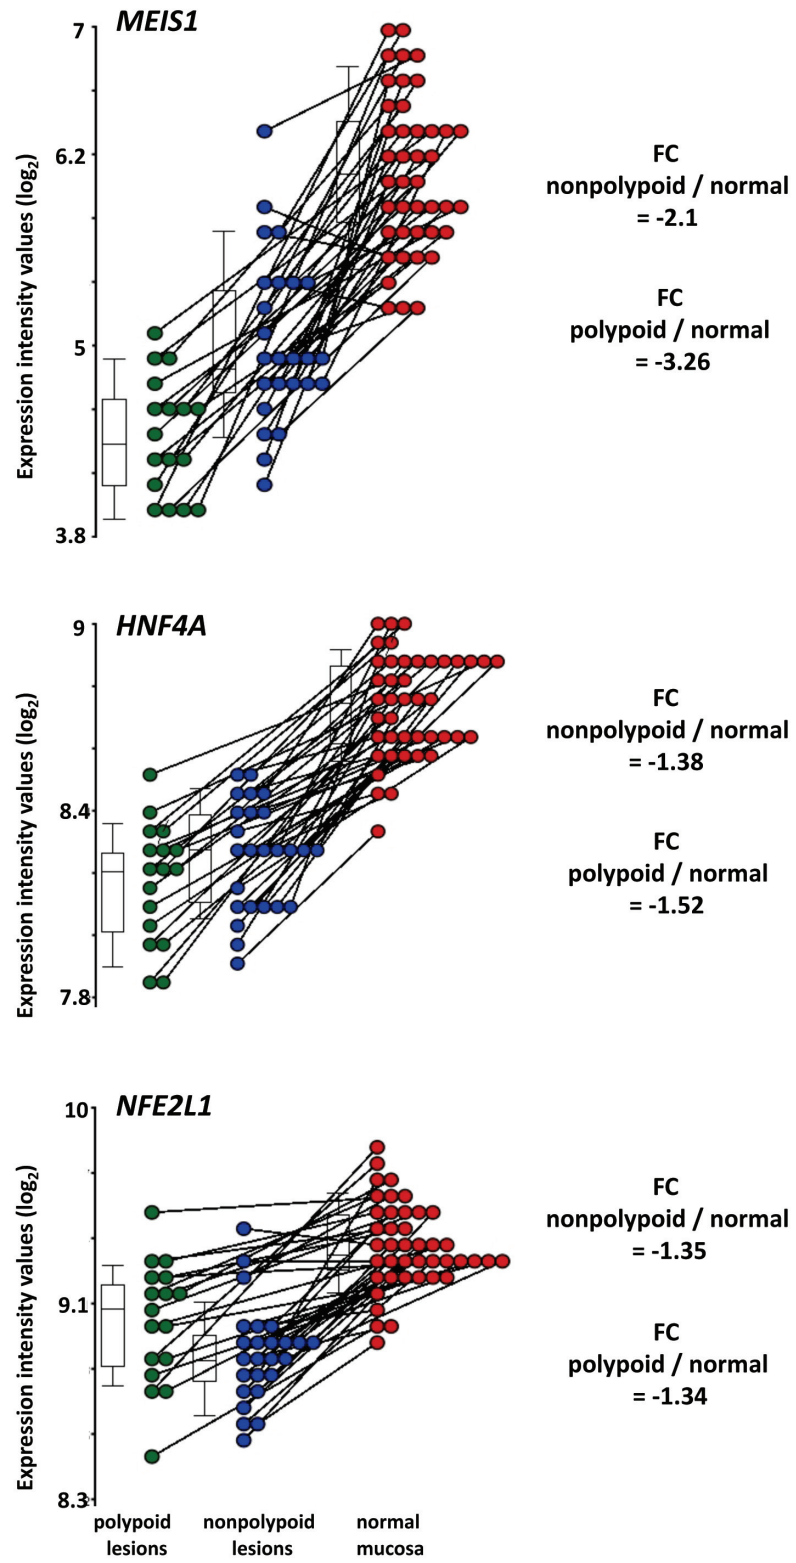 MEIS1
7
6.2
5
3.8
Expression intensity values (log2)
FC
nonpolypoid / normal
= -2.1
FC
polypoid / normal
= -3.26
HNF4A
9
8.4
7.8
Expression intensity values (log2)
FC
nonpolypoid / normal
= -1.38
FC
polypoid / normal
= -1.52
NFE2L1
10
9.1
8.3
Expression intensity values (log2)
FC
nonpolypoid / normal
= -1.35
FC
polypoid / normal
= -1.34
polypoid
lesions
nonpolypoid
lesions
normal
mucosa